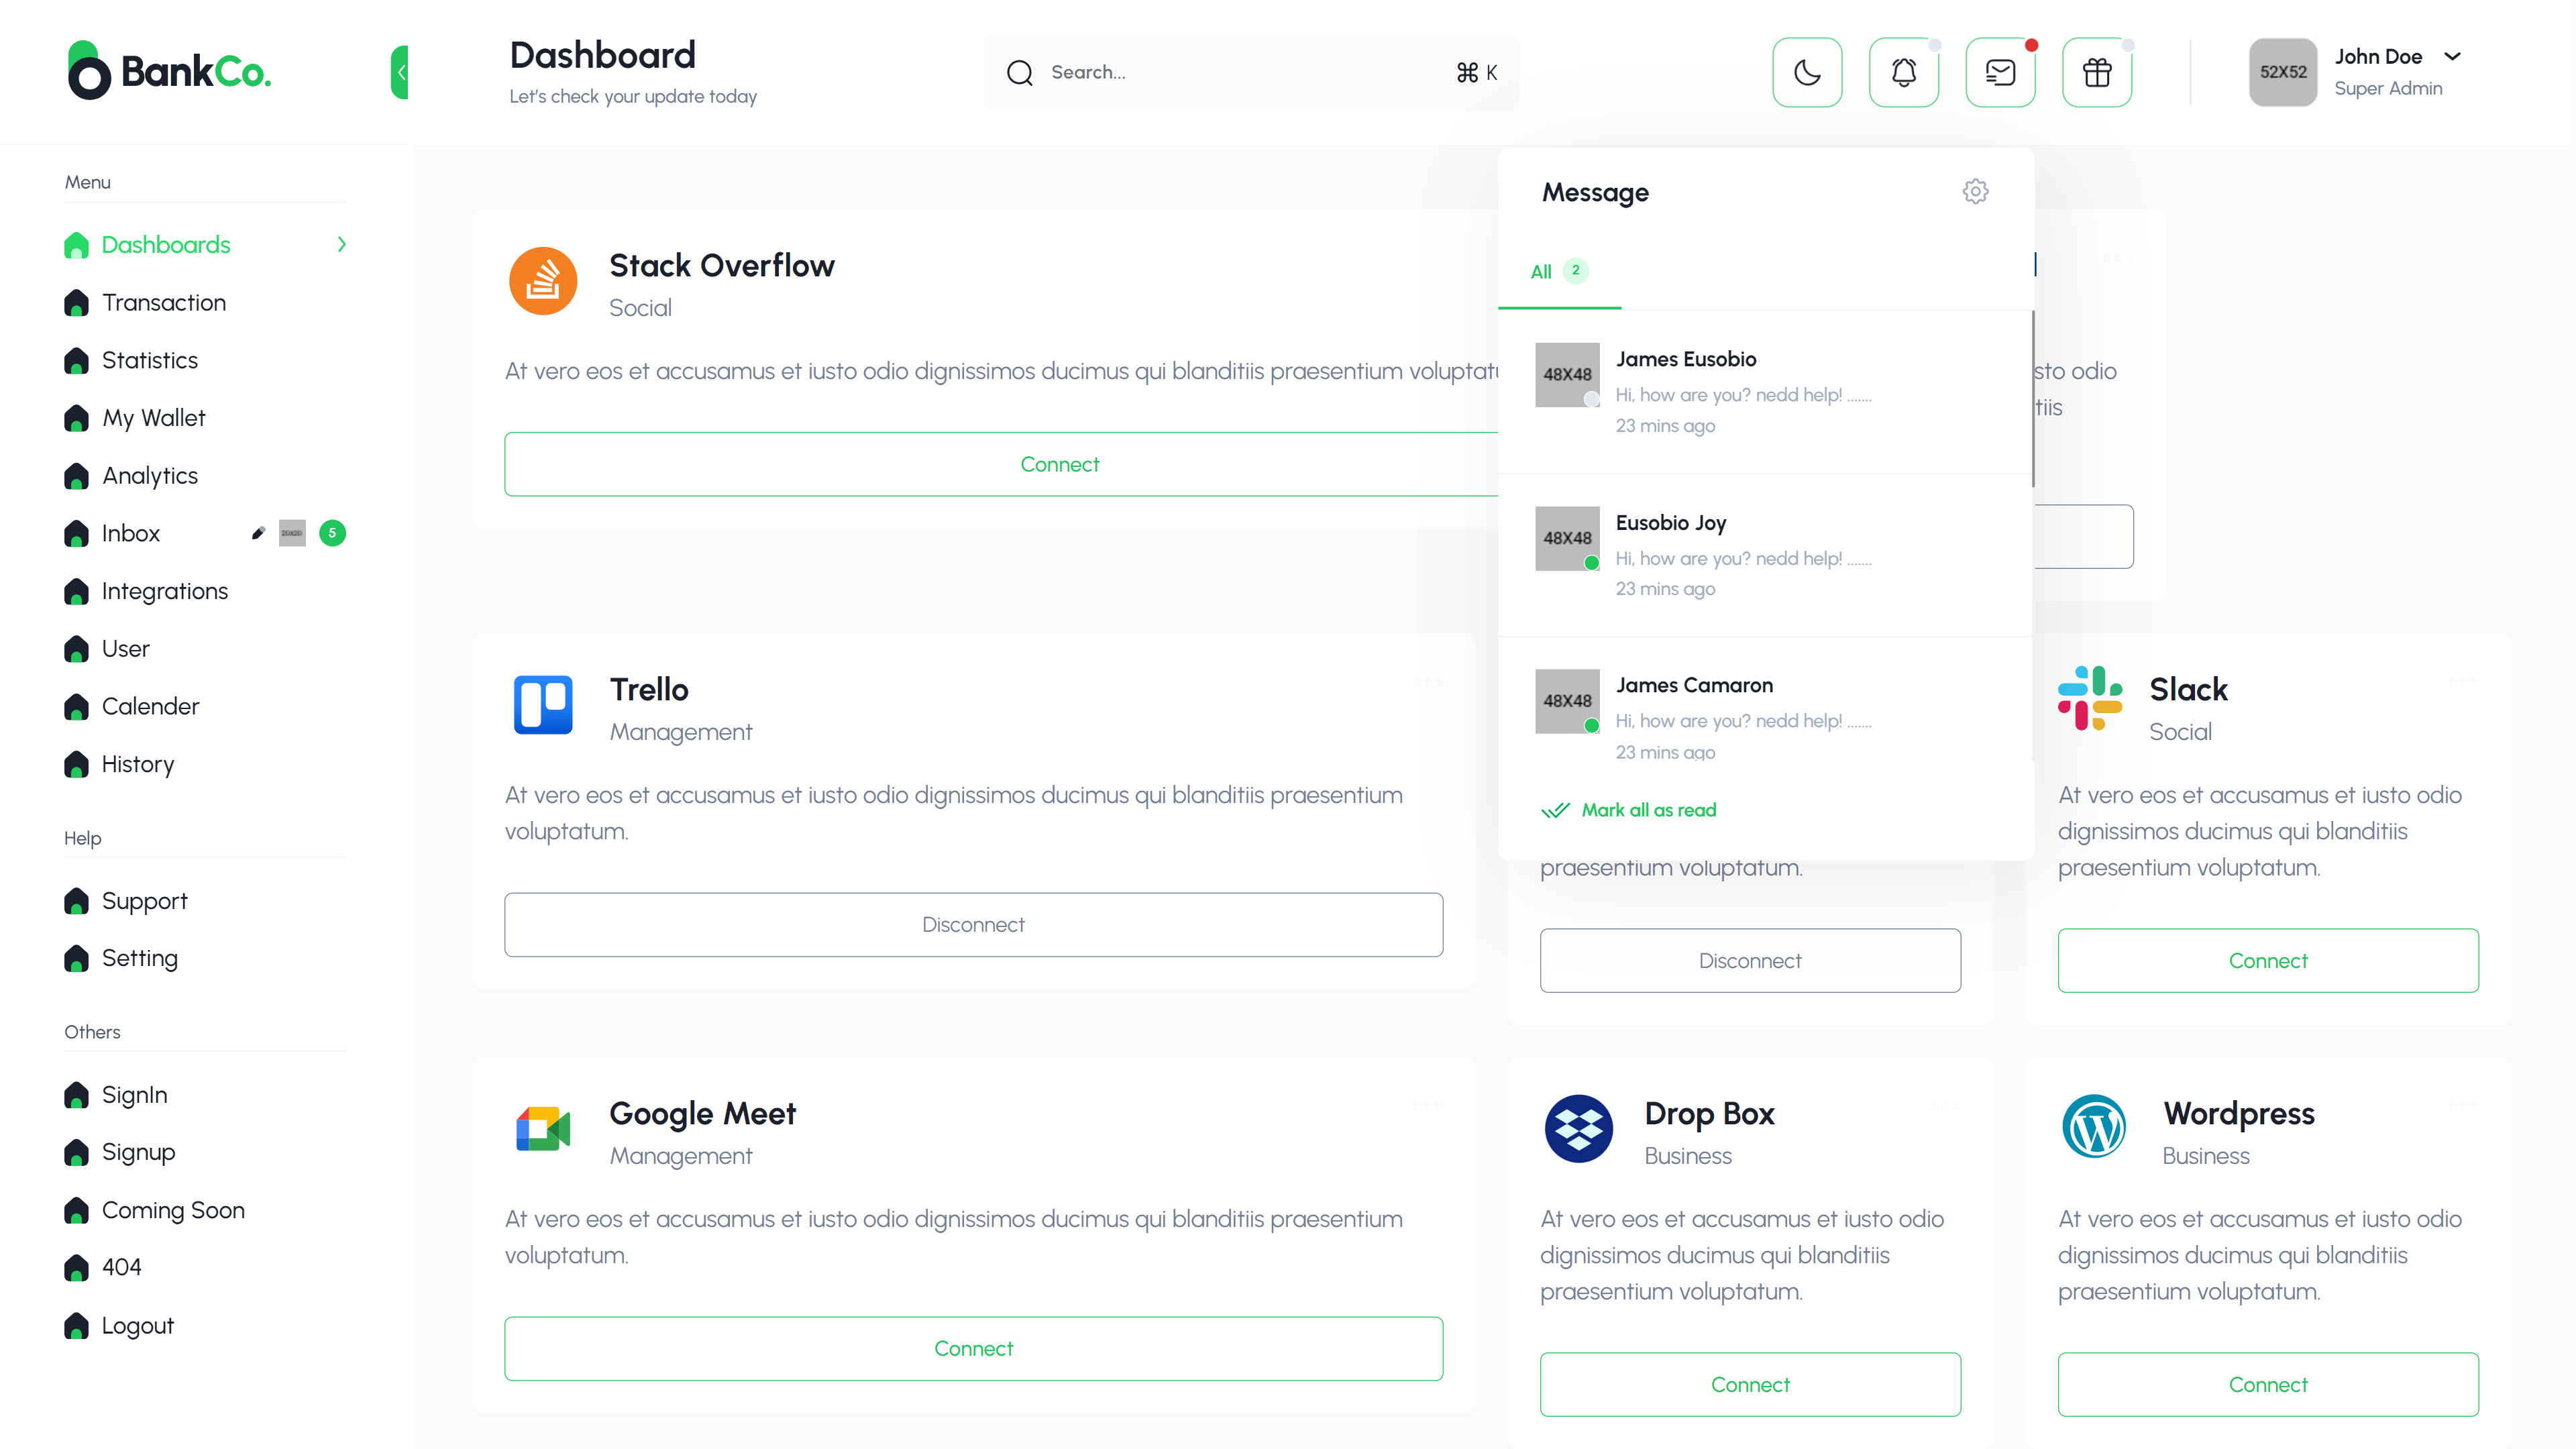 BankCo.
Dashboard
Let's check your update today
Search...
⌘ K
52X52
John Doe
Super Admin
Menu
Dashboards
Transaction
Statistics
My Wallet
Analytics
Inbox
5
Integrations
User
Calender
History
Help
Support
Setting
Others
SignIn
Signup
Coming Soon
404
Logout
Stack Overflow
Social
At vero eos et accusamus et iusto odio dignissimos ducimus qui blanditiis praesentium
Connect
Message
All 2
48X48
James Eusobio
Hi, how are you? nedd help! .......
23 mins ago
48X48
Eusobio Joy
Hi, how are you? nedd help! .......
23 mins ago
48X48
James Camaron
Hi, how are you? nedd help! .......
23 mins ago
Mark all as read
odio
Trello
Management
At vero eos et accusamus et iusto odio dignissimos ducimus qui blanditiis praesentium
voluptatum.
Disconnect
praesentium voluptatum.
Disconnect
Slack
Social
At vero eos et accusamus et iusto odio
dignissimos ducimus qui blanditiis
praesentium voluptatum.
Connect
Google Meet
Management
At vero eos et accusamus et iusto odio dignissimos ducimus qui blanditiis praesentium
voluptatum.
Connect
Drop Box
Business
At vero eos et accusamus et iusto odio
dignissimos ducimus qui blanditiis
praesentium voluptatum.
Connect
Wordpress
Business
At vero eos et accusamus et iusto odio
dignissimos ducimus qui blanditiis
praesentium voluptatum.
Connect